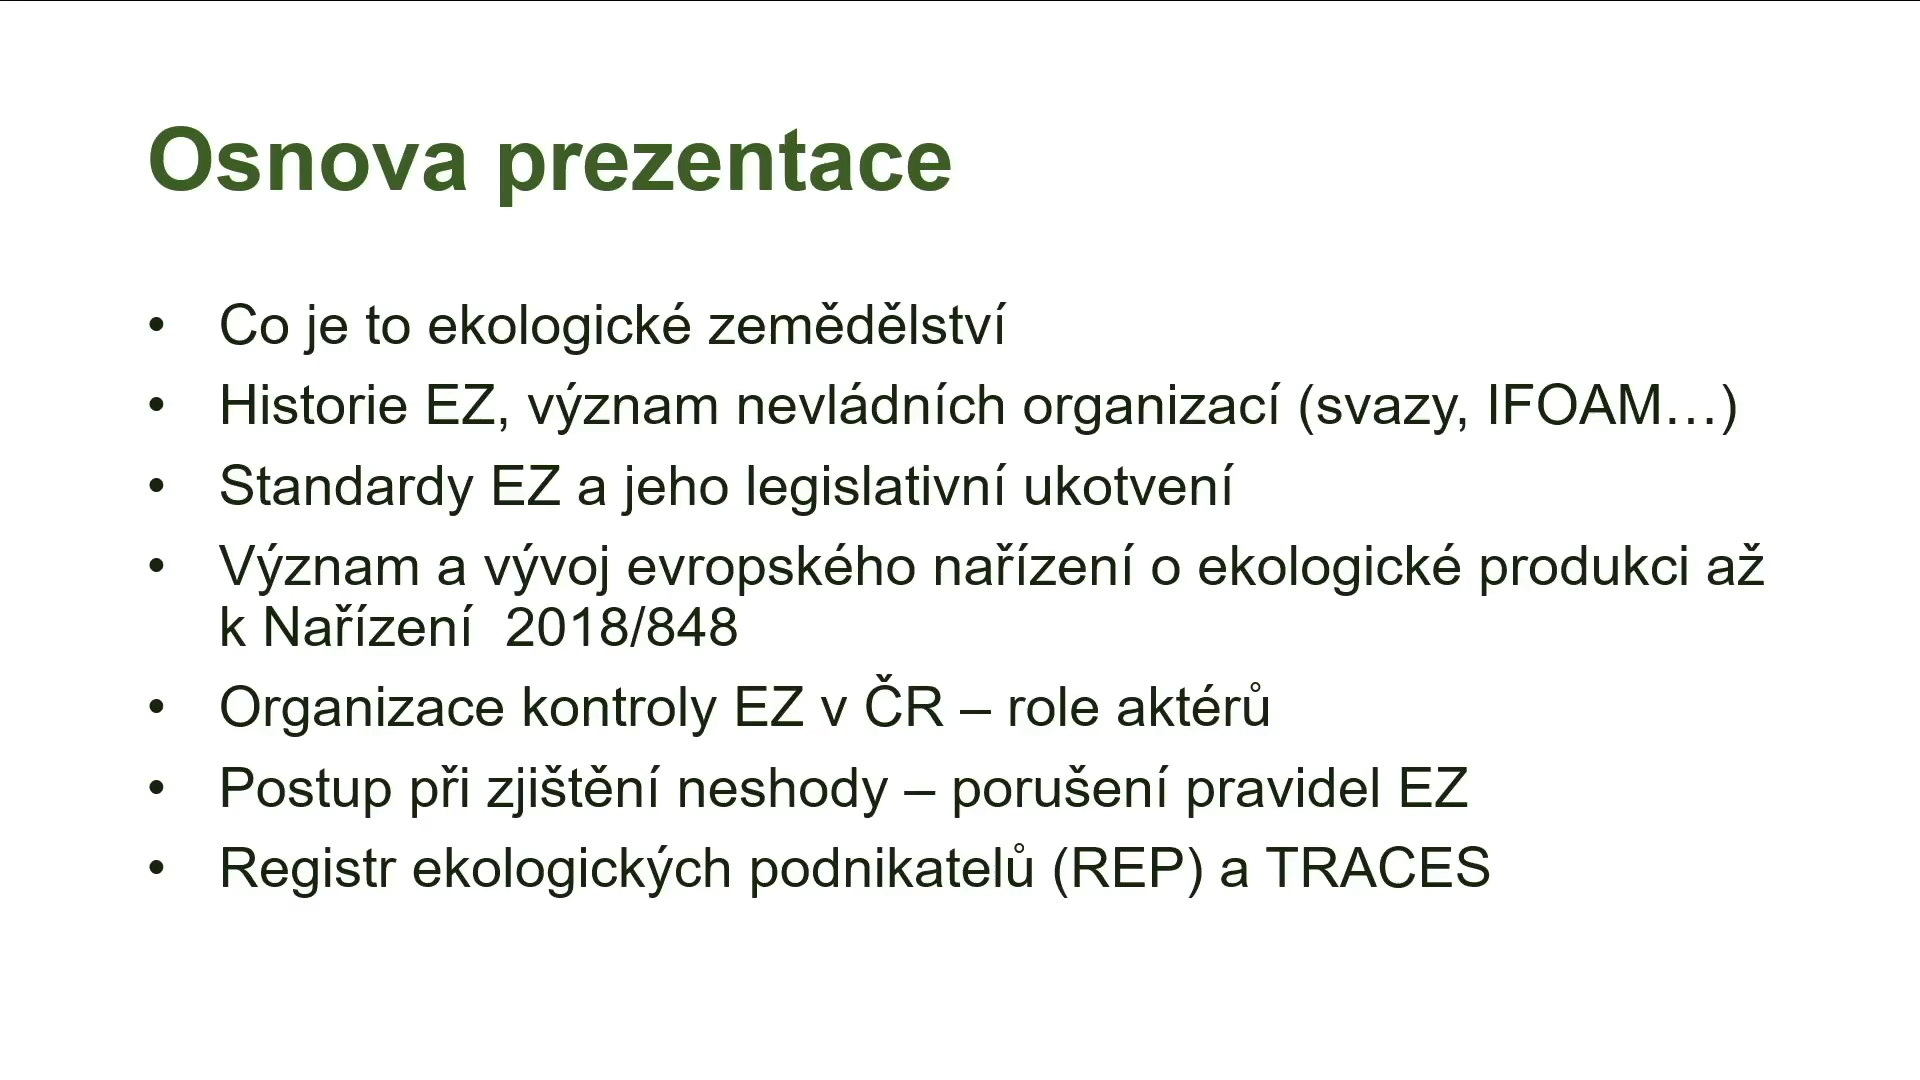 Osnova prezentace
• Co je to ekologické zemědělství
• Historie EZ, význam nevládních organizací (svazy, IFOAM…)
• Standardy EZ a jeho legislativní ukotvení
• Význam a vývoj evropského nařízení o ekologické produkci až
k Nařízení  2018/848
• Organizace kontroly EZ v ČR – role aktérů
• Postup při zjištění neshody – porušení pravidel EZ
• Registr ekologických podnikatelů (REP) a TRACES